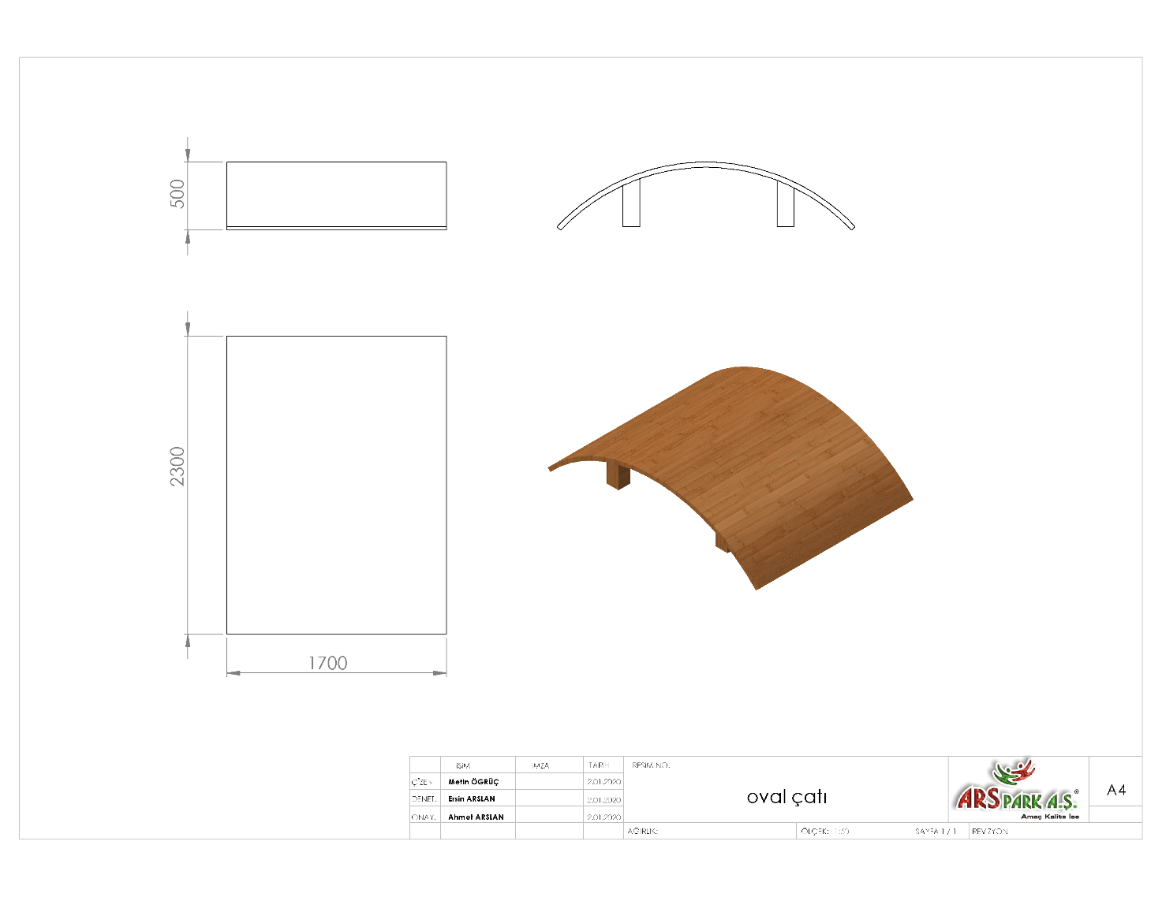 500
2300
1700
İSİM
İMZA
TARİH
RESİM NO.
ÇİZEN
Metin ÖGRÜÇ
2.01.2020
DENET.
Ersin ARSLAN
2.01.2020
ONAY.
Ahmet ARSLAN
2.01.2020
oval çatı
ARSPARK A.Ş.®
Amaç Kalite İse
A4
AĞIRLIK:
ÖLÇEK:
SAYFA 1 / 1
REVİZYON